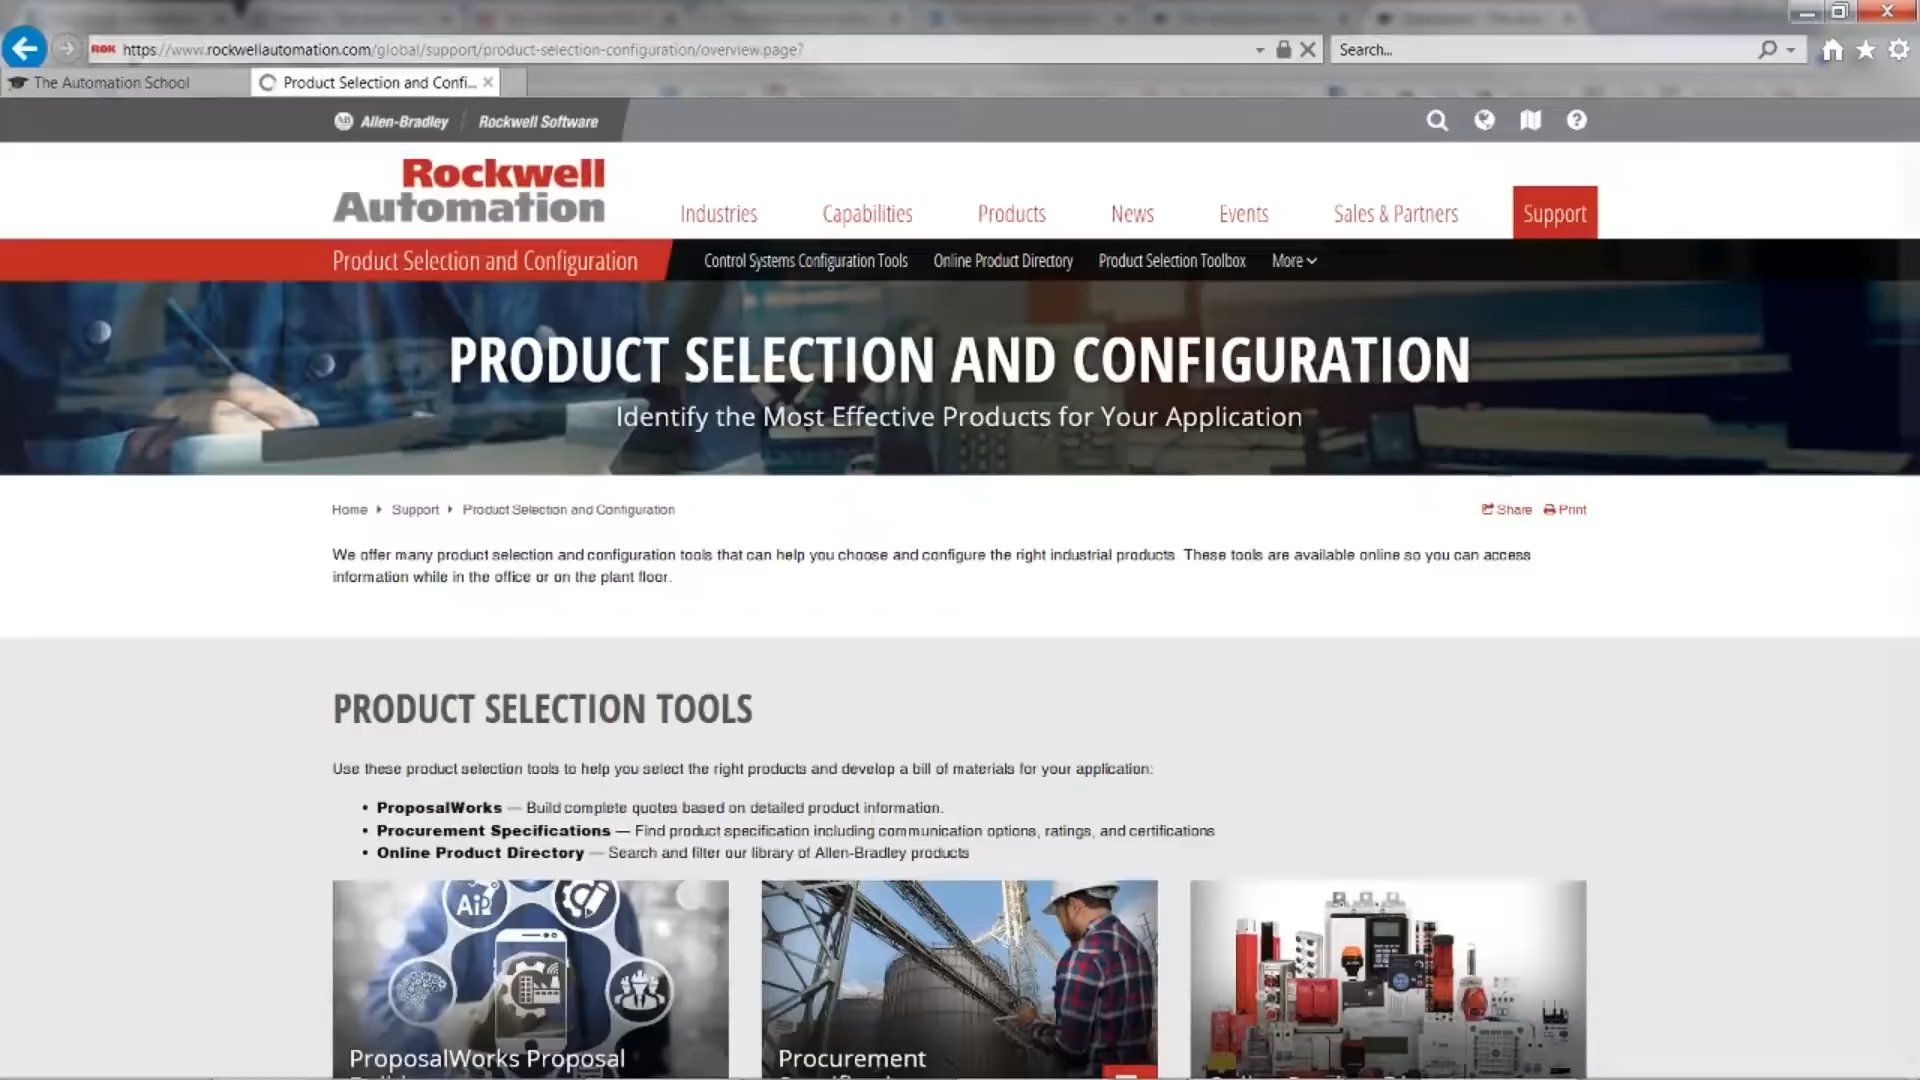 https://www.rockwellautomation.com/global/support/product-selection-configuration/overview.page?
Search...
The Automation School
Product Selection and Confi...
Allen-Bradley
Rockwell Software
Rockwell
Automation
Industries
Capabilities
Products
News
Events
Sales & Partners
Support
Product Selection and Configuration
Control Systems Configuration Tools
Online Product Directory
Product Selection Toolbox
More
PRODUCT SELECTION AND CONFIGURATION
Identify the Most Effective Products for Your Application
Home
Support
Product Selection and Configuration
Share
Print
We offer many product selection and configuration tools that can help you choose and configure the right industrial products. These tools are available online so you can access
information while in the office or on the plant floor.
PRODUCT SELECTION TOOLS
Use these product selection tools to help you select the right products and develop a bill of materials for your application:
• ProposalWorks — Build complete quotes based on detailed product information.
• Procurement Specifications — Find product specification including communication options, ratings, and certifications
• Online Product Directory — Search and filter our library of Allen-Bradley products
ProposalWorks Proposal
Procurement